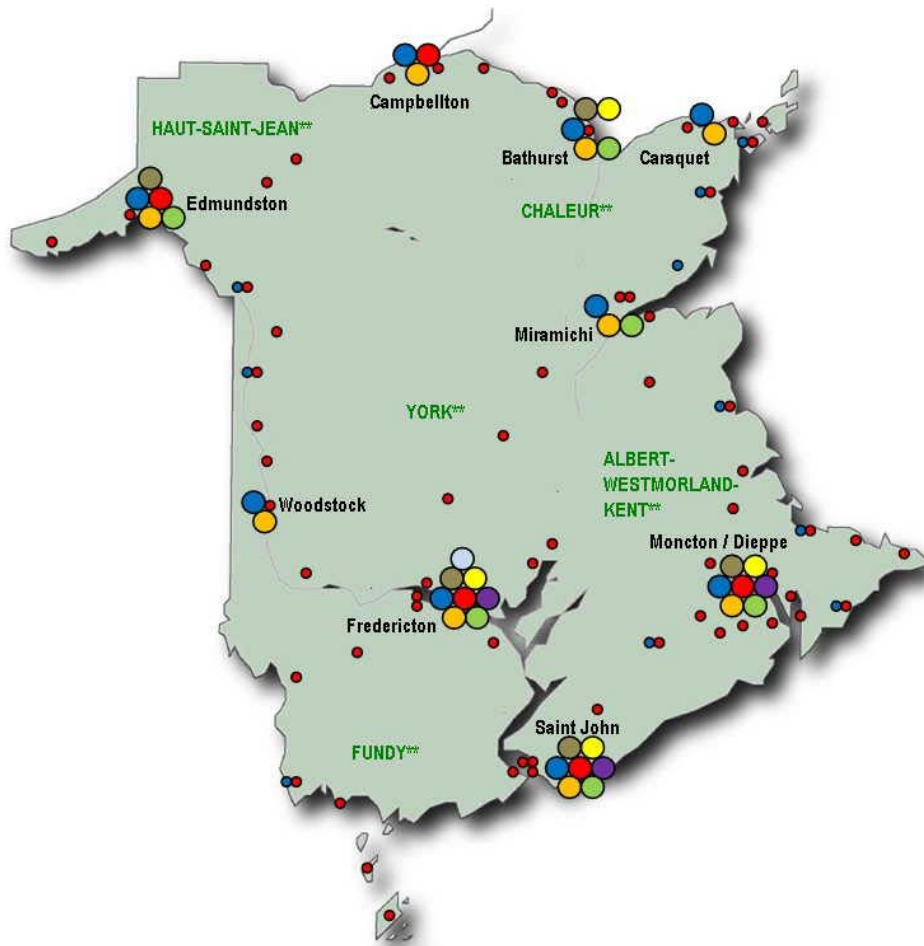 Campbellton
HAUT-SAINT-JEAN**
Bathurst
Caraquet
Edmundston
CHALEUR**
Miramichi
YORK**
ALBERT-
WESTMORLAND-
KENT**
Woodstock
Moncton / Dieppe
Fredericton
Saint John
FUNDY**